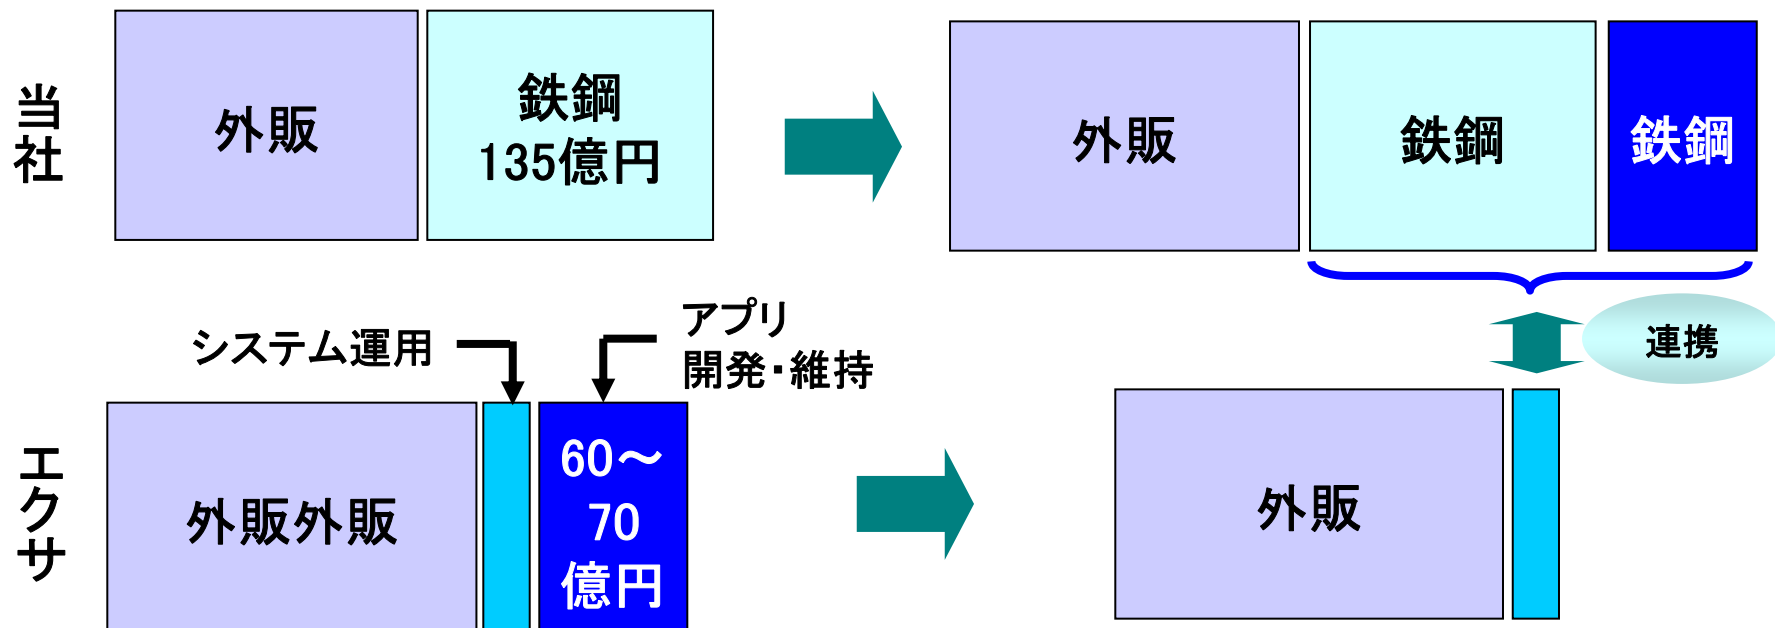 当社
外販
鉄鋼
135億円
外販
鉄鋼
鉄鋼
連携
システム運用
アプリ
開発・維持
エクサ
外販外販
60～
70
億円
外販